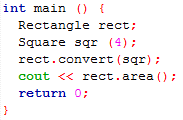 int main () {
  Rectangle rect;
  Square sqr (4);
  rect.convert(sqr);
  cout << rect.area();
  return 0;
}